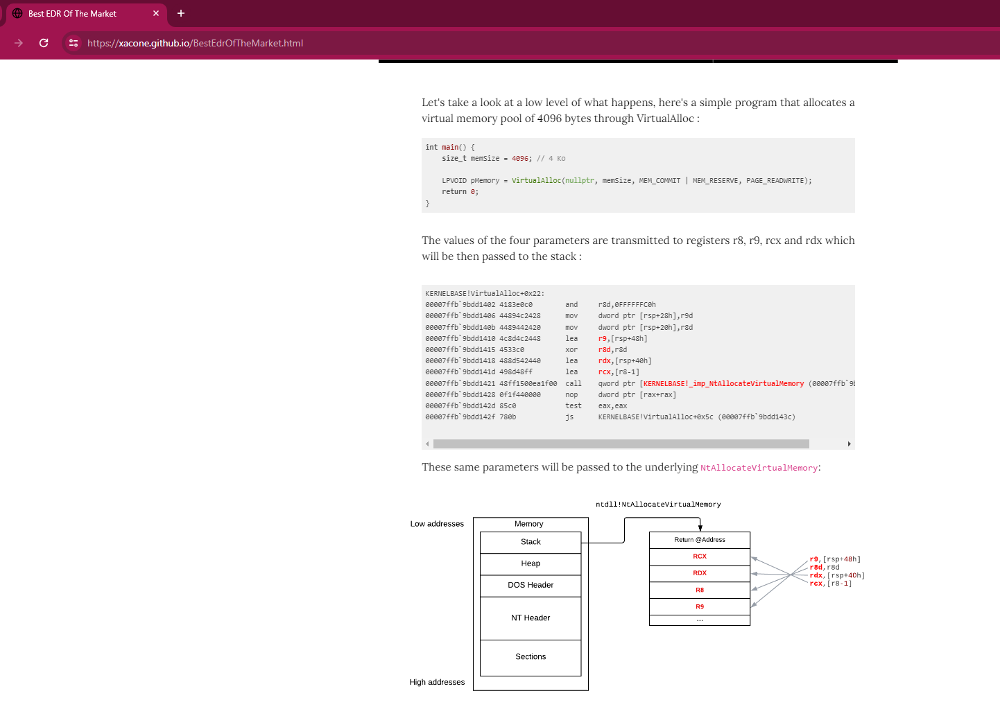 Best EDR Of The Market
https://xacone.github.io/BestEdrOfTheMarket.html
Let's take a look at a low level of what happens, here's a simple program that allocates a
virtual memory pool of 4096 bytes through VirtualAlloc :
int main() {
size_t memSize = 4096; // 4 Ko
LPVOID pMemory = VirtualAlloc(nullptr, memSize, MEM_COMMIT | MEM_RESERVE, PAGE_READWRITE);
return 0;
}
The values of the four parameters are transmitted to registers r8, r9, rcx and rdx which
will be then passed to the stack :
KERNELBASE!VirtualAlloc+0x22:
00007ffb`9bdd1402 4183e0c0 and r8d,0FFFFFFC0h
00007ffb`9bdd1406 44894c2428 mov dword ptr [rsp+28h],r9d
00007ffb`9bdd140b 4489442420 mov dword ptr [rsp+20h],r8d
00007ffb`9bdd1410 4c8d4c2448 lea r9,[rsp+48h]
00007ffb`9bdd1415 4533c0 xor r8d,r8d
00007ffb`9bdd1418 488d542440 lea rdx,[rsp+40h]
00007ffb`9bdd141d 498d48ff lea rcx,[r8-1]
00007ffb`9bdd1421 48ff1500ea1f00 call qword ptr [KERNELBASE!_imp_NtAllocateVirtualMemory (00007ffb`9b
00007ffb`9bdd1428 0f1f440000 nop dword ptr [rax+rax]
00007ffb`9bdd142d 85c0 test eax,eax
00007ffb`9bdd142f 780b js KERNELBASE!VirtualAlloc+0x5c (00007ffb`9bdd143c)
These same parameters will be passed to the underlying NtAllocateVirtualMemory:
ntdll!NtAllocateVirtualMemory
Low addresses
Memory
Stack
Heap
DOS Header
NT Header
Sections
High addresses
Return @Address
RCX
RDX
R8
R9
...
r9,[rsp+48h]
r8d,r8d
rdx,[rsp+40h]
rcx,[r8-1]